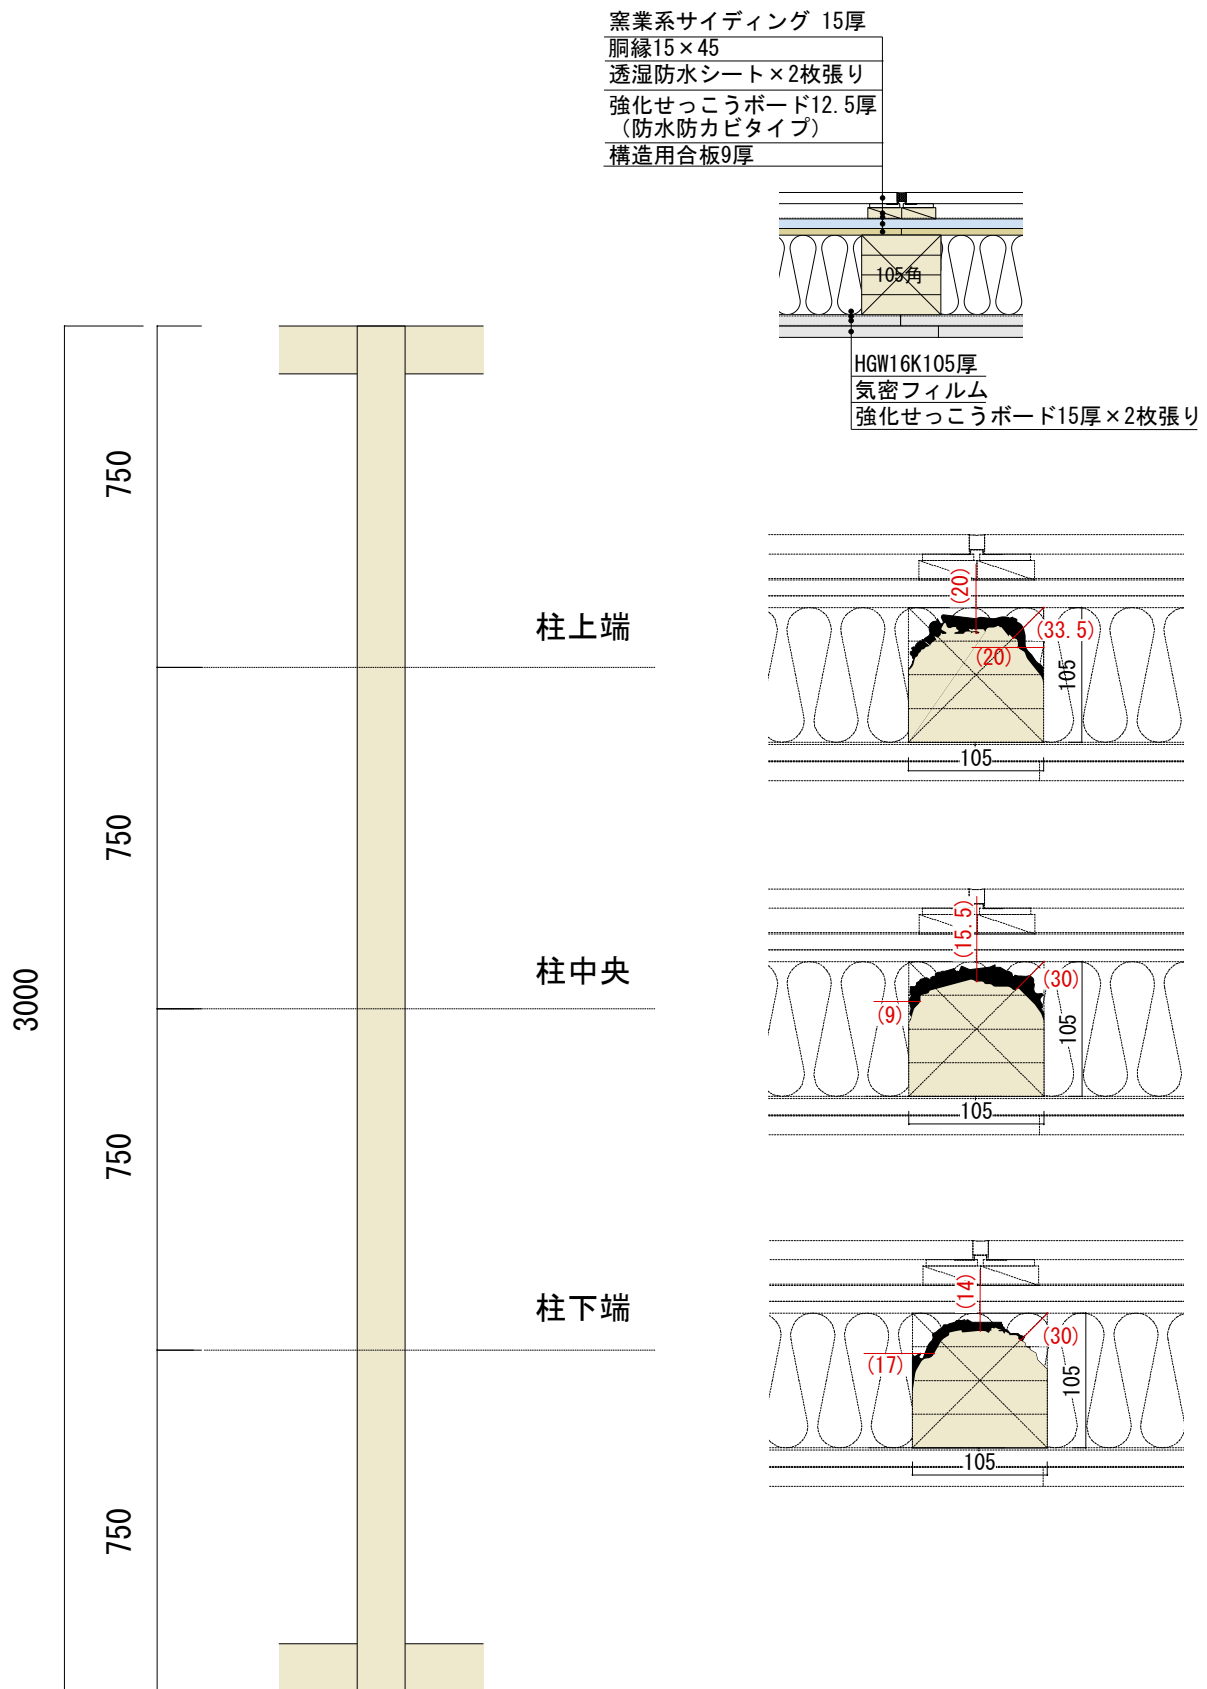 窯業系サイディング 15厚
胴縁15×45
透湿防水シート×2枚張り
強化せっこうボード12.5厚
（防水防カビタイプ）
構造用合板9厚
105角
HGW16K105厚
気密フィルム
強化せっこうボード15厚×2枚張り
3000
750
750
750
750
柱上端
(20)
(33.5)
(20)
105
105
柱中央
(15.5)
(30)
(9)
105
105
柱下端
(14)
(30)
(17)
105
105